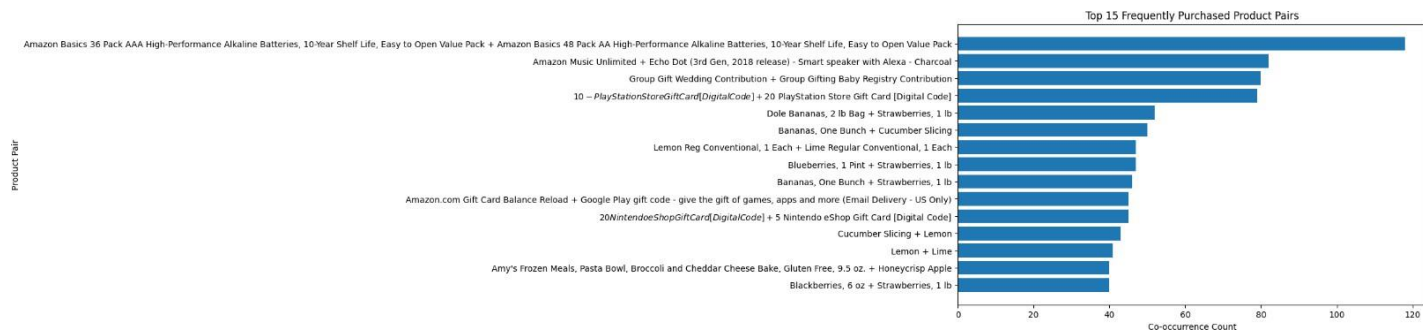 Top 15 Frequently Purchased Product Pairs
Product Pair
Amazon Basics 36 Pack AAA High-Performance Alkaline Batteries, 10-Year Shelf Life, Easy to Open Value Pack + Amazon Basics 48 Pack AA High-Performance Alkaline Batteries, 10-Year Shelf Life, Easy to Open Value Pack
Amazon Music Unlimited + Echo Dot (3rd Gen, 2018 release) - Smart speaker with Alexa - Charcoal
Group Gift Wedding Contribution + Group Gifting Baby Registry Contribution
10-PlayStationStoreGiftCard[DigitalCode]+20 PlayStation Store Gift Card [Digital Code]
Dole Bananas, 2 lb Bag + Strawberries, 1 lb
Bananas, One Bunch + Cucumber Slicing
Lemon Reg Conventional, 1 Each + Lime Regular Conventional, 1 Each
Blueberries, 1 Pint + Strawberries, 1 lb
Bananas, One Bunch + Strawberries, 1 lb
Amazon.com Gift Card Balance Reload + Google Play gift code - give the gift of games, apps and more (Email Delivery - US Only)
20NintendoeShopGiftCard[DigitalCode]+5 Nintendo eShop Gift Card [Digital Code]
Cucumber Slicing + Lemon
Lemon + Lime
Amy's Frozen Meals, Pasta Bowl, Broccoli and Cheddar Cheese Bake, Gluten Free, 9.5 oz. + Honeycrisp Apple
Blackberries, 6 oz + Strawberries, 1 lb
0 20 40 60 80 100 120
Co-occurrence Count